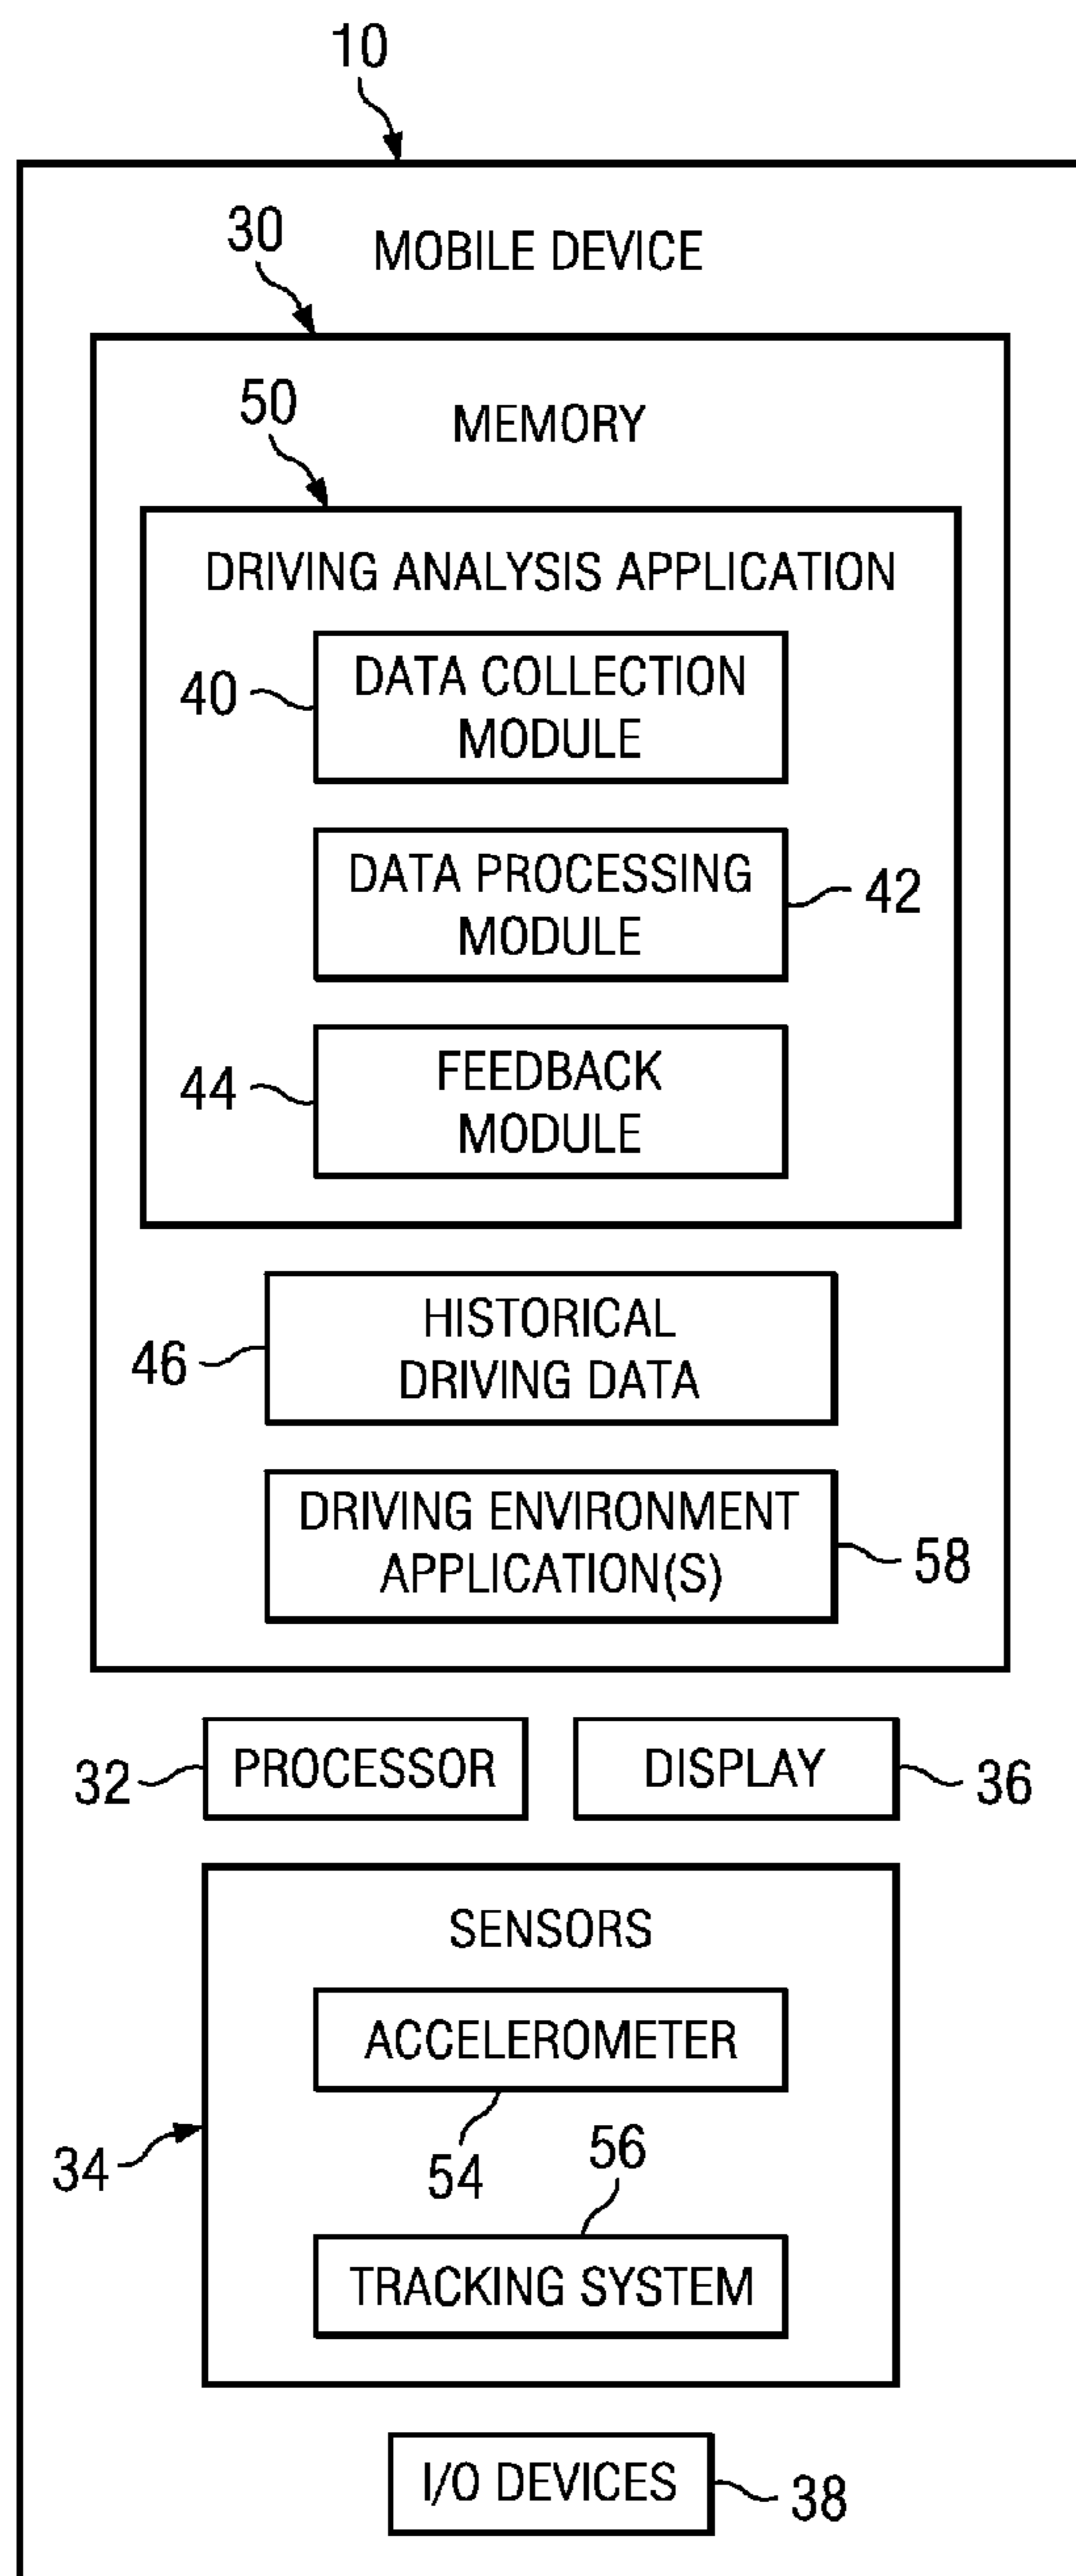 10
30
MOBILE DEVICE
50
MEMORY
DRIVING ANALYSIS APPLICATION
40
DATA COLLECTION
MODULE
DATA PROCESSING
MODULE
42
44
FEEDBACK
MODULE
46
HISTORICAL
DRIVING DATA
DRIVING ENVIRONMENT
APPLICATION(S)
58
32
PROCESSOR
DISPLAY
36
SENSORS
ACCELEROMETER
34
54
56
TRACKING SYSTEM
I/O DEVICES
38